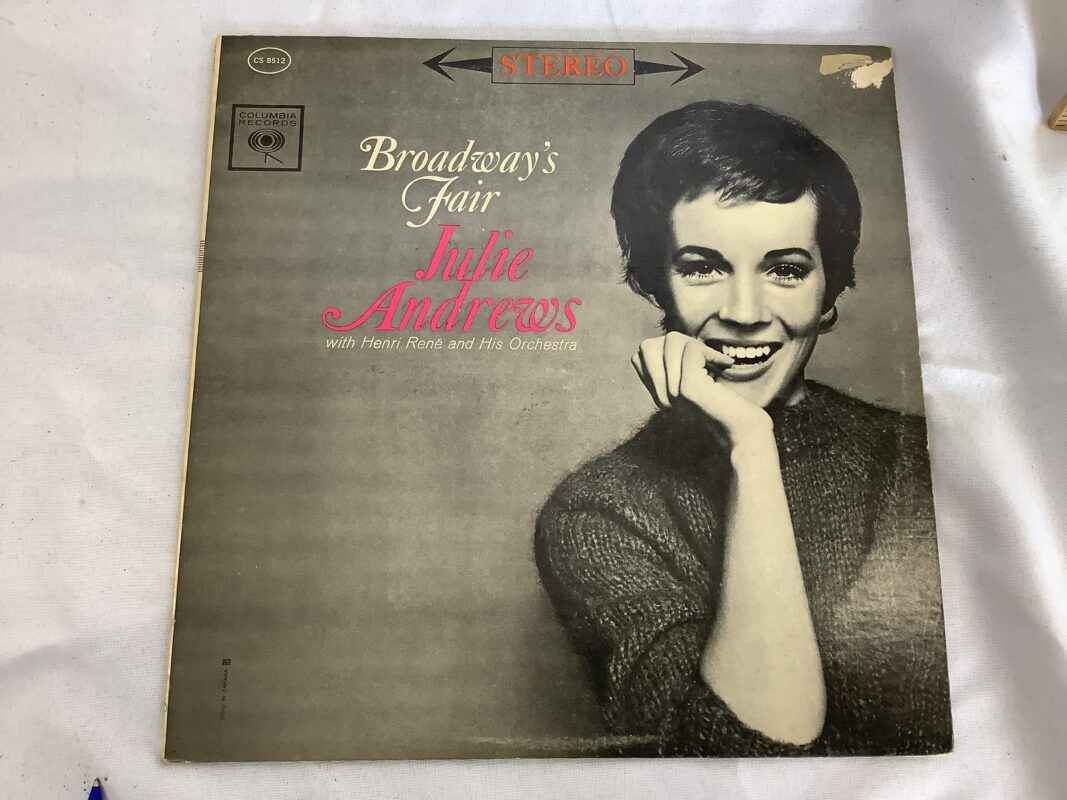 CS 8512
STEREO
COLUMBIA
RECORDS
Broadway's
Fair
Julie
Andrews
with Henri René and His Orchestra